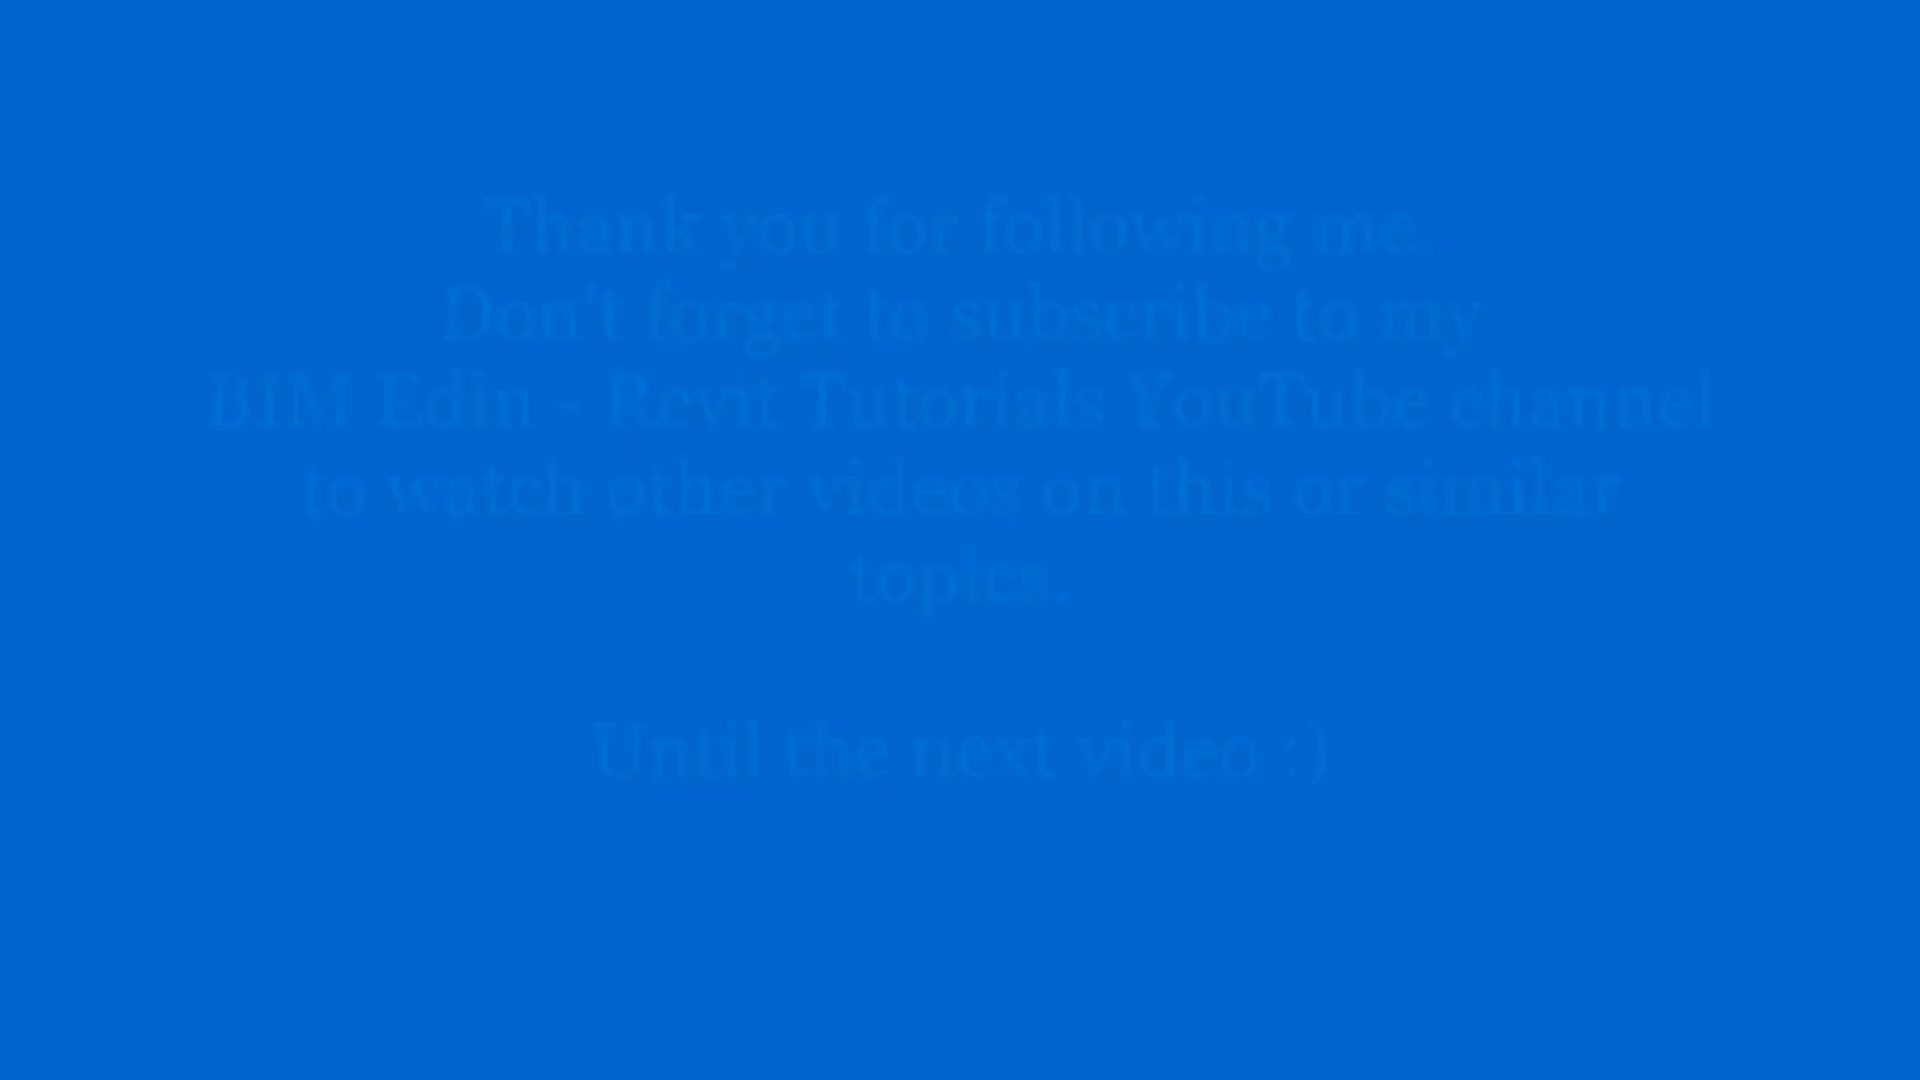 Thank you for following me.
Don't forget to subscribe to my
BIM Edin - Revit Tutorials YouTube channel
to watch other videos on this or similar
topics.
Until the next video :)